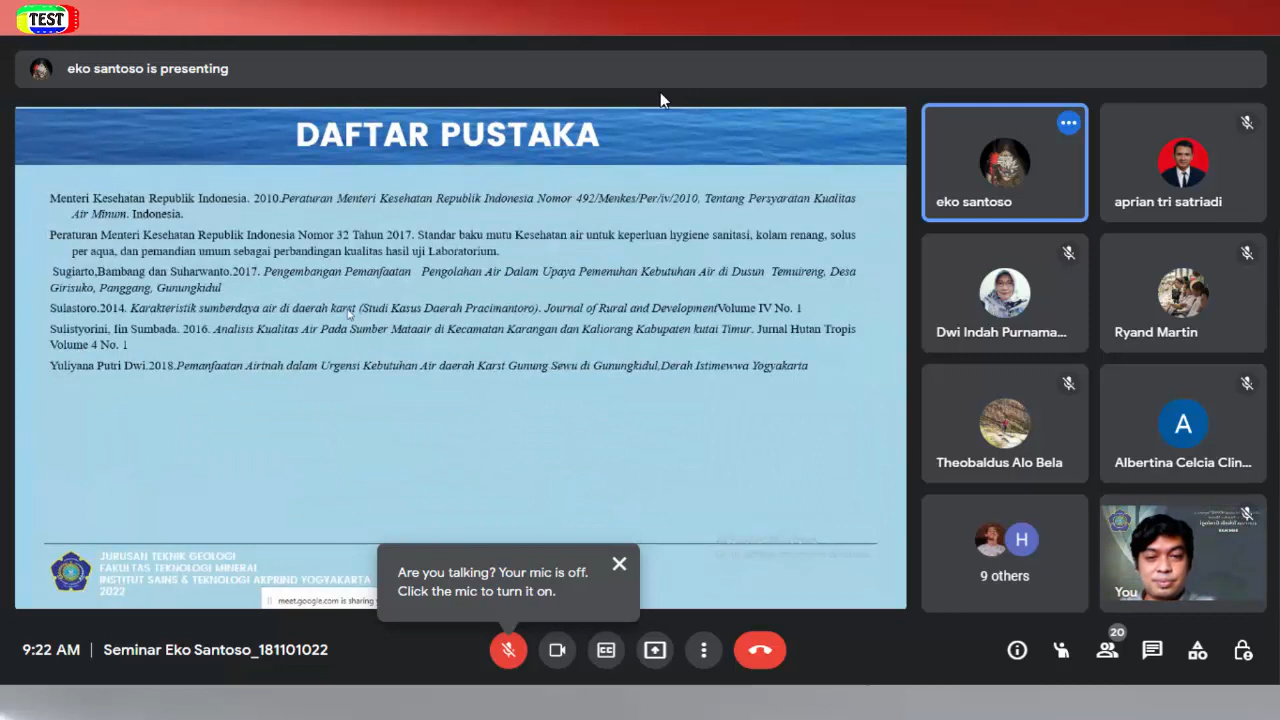 TEST
eko santoso is presenting
DAFTAR PUSTAKA
Menteri Kesehatan Republik Indonesia. 2010.Peraturan Menteri Kesehatan Republik Indonesia Nomor 492/Menkes/Per/iv/2010. Tentang Persyaratan Kualitas
Air Minum. Indonesia.
Peraturan Menteri Kesehatan Republik Indonesia Nomor 32 Tahun 2017. Standar baku mutu Kesehatan air untuk keperluan hygiene sanitasi, kolam renang, solus
per aqua, dan pemandian umum sebagai perbandingan kualitas hasil uji Laboratorium.
Sugiarto,Bambang dan Suharwanto.2017. Pengembangan Pemanfaatan Pengolahan Air Dalam Upaya Pemenuhan Kebutuhan Air di Dusun Temuireng, Desa
Girisuko, Panggang, Gunungkidul
Sulastoro.2014. Karakteristik sumberdaya air di daerah karst (Studi Kasus Daerah Pracimantoro). Journal of Rural and DevelopmentVolume IV No. 1
Sulistyorini, Iin Sumbada. 2016. Analisis Kualitas Air Pada Sumber Mataair di Kecamatan Karangan dan Kaliorang Kabupaten kutai Timur. Jurnal Hutan Tropis
Volume 4 No. 1
Yuliyana Putri Dwi.2018.Pemanfaatan Airtnah dalam Urgensi Kebutuhan Air daerah Karst Gunung Sewu di Gunungkidul,Derah Istimewwa Yogyakarta
JURUSAN TEKNIK GEOLOGI
FAKULTAS TEKNOLOGI MINERAL
INSTITUT SAINS & TEKNOLOGI AKPRIND YOGYAKARTA
2022
meet.google.com is sharing
Are you talking? Your mic is off.
Click the mic to turn it on.
eko santoso
aprian tri satriadi
Dwi Indah Purnama...
Ryand Martin
Theobaldus Alo Bela
A
Albertina Celcia Clin...
H
9 others
You
9:22 AM
Seminar Eko Santoso_181101022
20